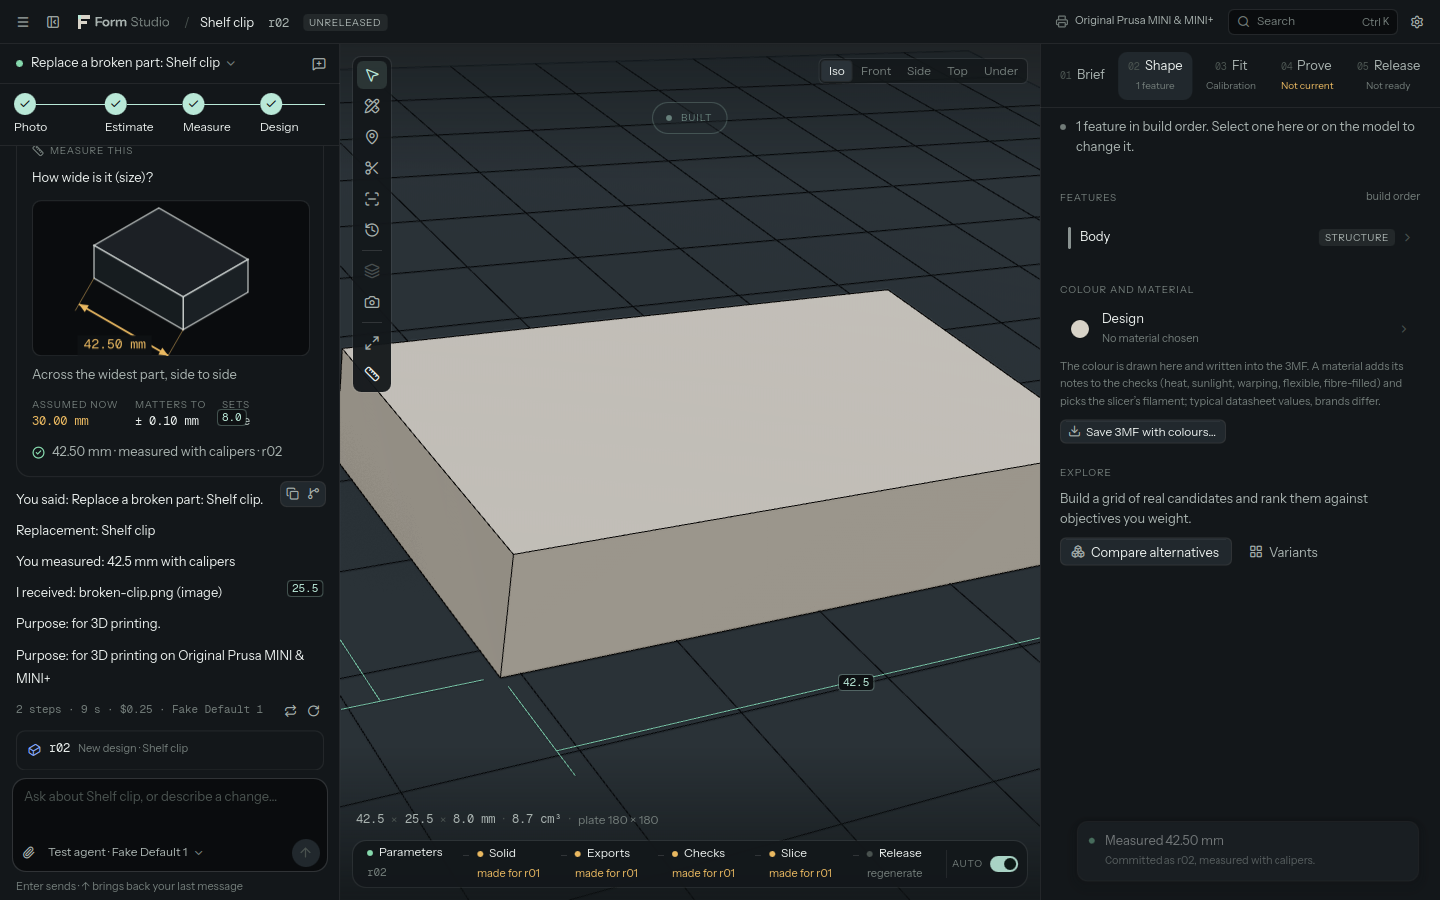 Form Studio / Shelf clip r02 UNRELEASED
Original Prusa MINI & MINI+
Search Ctrl K
Replace a broken part: Shelf clip
Photo Estimate Measure Design
MEASURE THIS
How wide is it (size)?
42.50 mm
Across the widest part, side to side
ASSUMED NOW MATTERS TO SETS
30.00 mm ± 0.10 mm
8.0
42.50 mm · measured with calipers · r02
You said: Replace a broken part: Shelf clip.
Replacement: Shelf clip
You measured: 42.5 mm with calipers
I received: broken-clip.png (image)
25.5
Purpose: for 3D printing.
Purpose: for 3D printing on Original Prusa MINI &
MINI+
2 steps · 9 s · $0.25 · Fake Default 1
r02 New design · Shelf clip
Ask about Shelf clip, or describe a change...
Test agent · Fake Default 1
Enter sends · ↑ brings back your last message
Iso Front Side Top Under
BUILT
42.5
42.5 × 25.5 × 8.0 mm · 8.7 cm³ · plate 180 × 180
Parameters
r02
Solid
made for r01
Exports
made for r01
Checks
made for r01
Slice
made for r01
Release
regenerate
AUTO
01 Brief
02 Shape
1 feature
03 Fit
Calibration
04 Prove
Not current
05 Release
Not ready
1 feature in build order. Select one here or on the model to
change it.
FEATURES build order
Body STRUCTURE
COLOUR AND MATERIAL
Design
No material chosen
The colour is drawn here and written into the 3MF. A material adds its
notes to the checks (heat, sunlight, warping, flexible, fibre-filled) and
picks the slicer's filament; typical datasheet values, brands differ.
Save 3MF with colours...
EXPLORE
Build a grid of real candidates and rank them against
objectives you weight.
Compare alternatives Variants
Measured 42.50 mm
Committed as r02, measured with calipers.